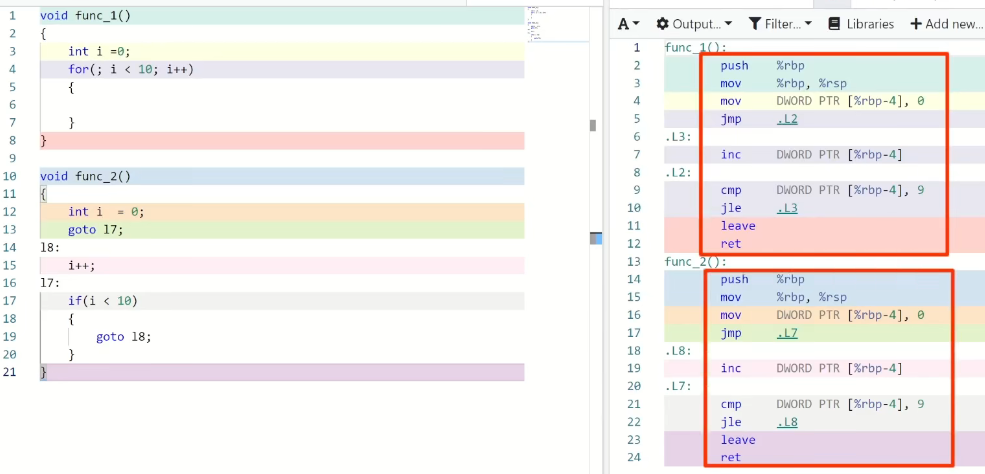 1 void func_1()
2 {
3 int i =0;
4 for(; i < 10; i++)
5 {
6
7 }
8 }
9
10 void func_2()
11 {
12 int i  = 0;
13 goto l7;
14 l8:
15 i++;
16 l7:
17 if(i < 10)
18 {
19 goto l8;
20 }
21 }
A Output... Filter... Libraries + Add new...
1 func_1():
2 push %rbp
3 mov %rbp, %rsp
4 mov DWORD PTR [%rbp-4], 0
5 jmp .L2
6 .L3:
7 inc DWORD PTR [%rbp-4]
8 .L2:
9 cmp DWORD PTR [%rbp-4], 9
10 jle .L3
11 leave
12 ret
13 func_2():
14 push %rbp
15 mov %rbp, %rsp
16 mov DWORD PTR [%rbp-4], 0
17 jmp .L7
18 .L8:
19 inc DWORD PTR [%rbp-4]
20 .L7:
21 cmp DWORD PTR [%rbp-4], 9
22 jle .L8
23 leave
24 ret